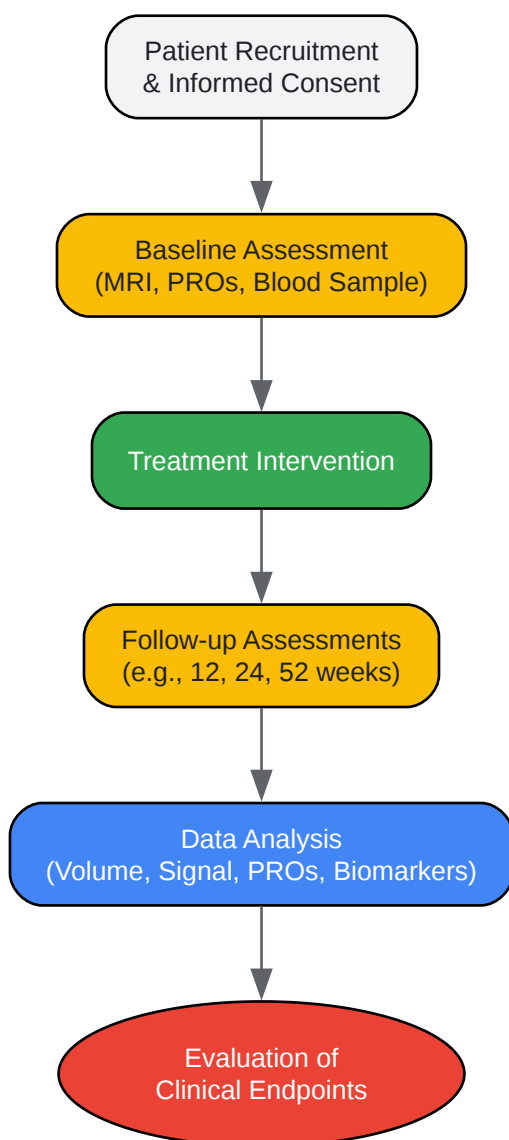 Patient Recruitment
& Informed Consent
Baseline Assessment
(MRI, PROs, Blood Sample)
Treatment Intervention
Follow-up Assessments
(e.g., 12, 24, 52 weeks)
Data Analysis
(Volume, Signal, PROs, Biomarkers)
Evaluation of
Clinical Endpoints